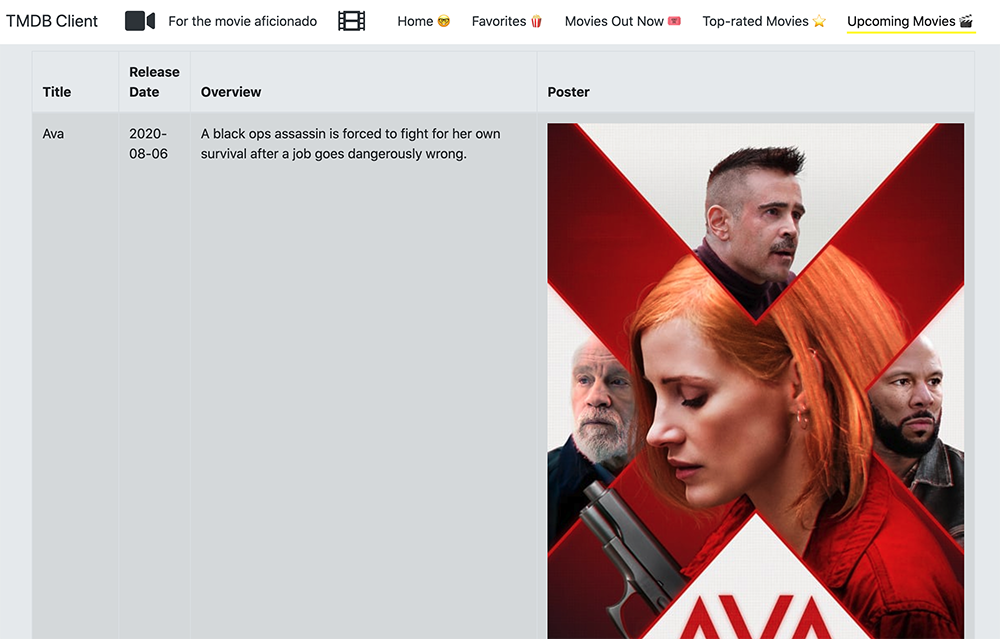 TMDB Client For the movie aficionado Home 🤓 Favorites 🍿 Movies Out Now 🎟️ Top-rated Movies ⭐ Upcoming Movies 🎬
Title Release Date Overview Poster
Ava 2020-08-06 A black ops assassin is forced to fight for her own
survival after a job goes dangerously wrong.
AVA